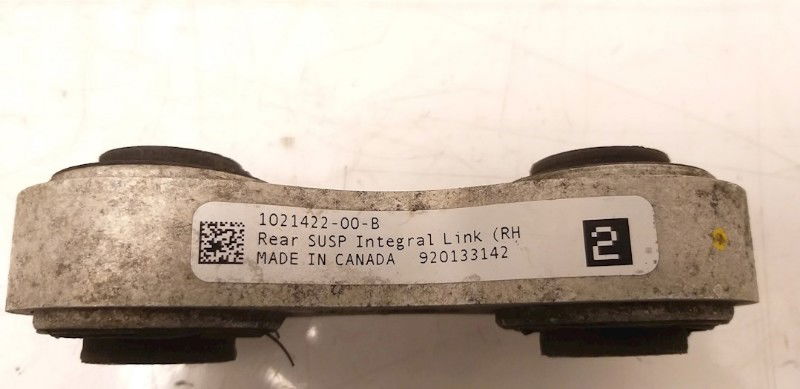 1021422-00-B
Rear SUSP Integral Link (RH
MADE IN CANADA 920133142
2